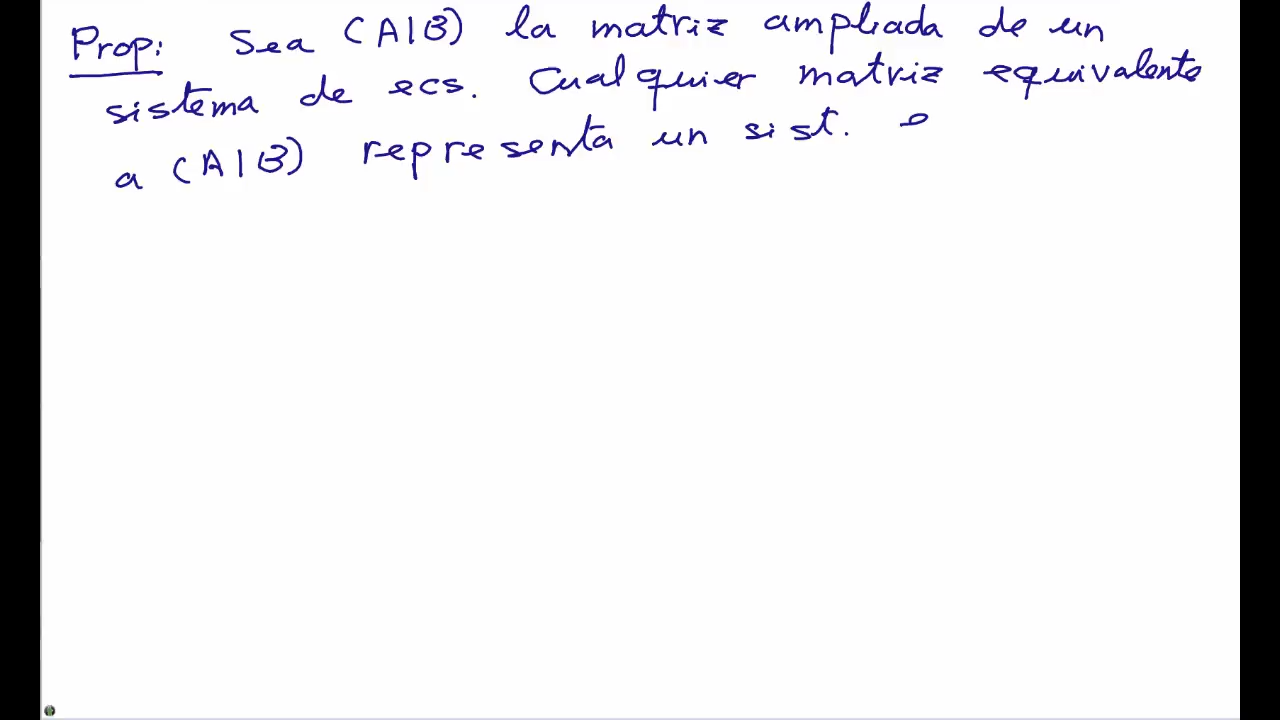 Prop: Sea (A|B) la matriz ampliada de un
sistema de ecs. Cualquier matriz equivalente
a (A|B) representa un sist. e